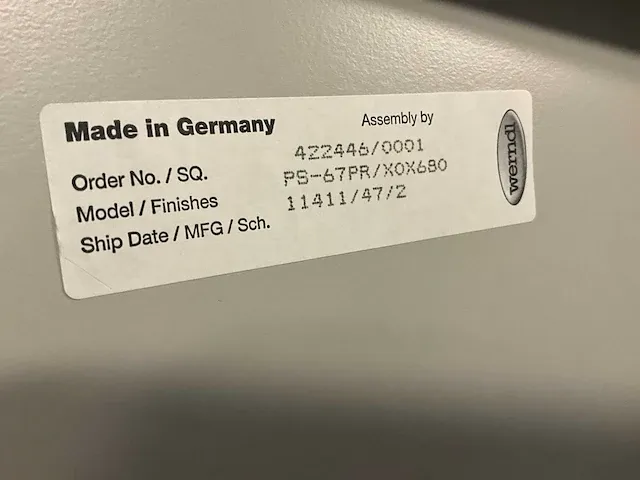 Made in Germany
Assembly by
werndl
Order No. / SQ. 422446/0001
Model / Finishes PS-67PR/XOX680
Ship Date / MFG / Sch. 11411/47/2